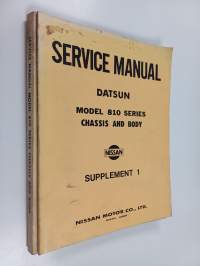 SERVICE MANUAL
DATSUN
MODEL 810 SERIES
CHASSIS AND BODY
NISSAN
SUPPLEMENT 1
NISSAN MOTOR CO., LTD.